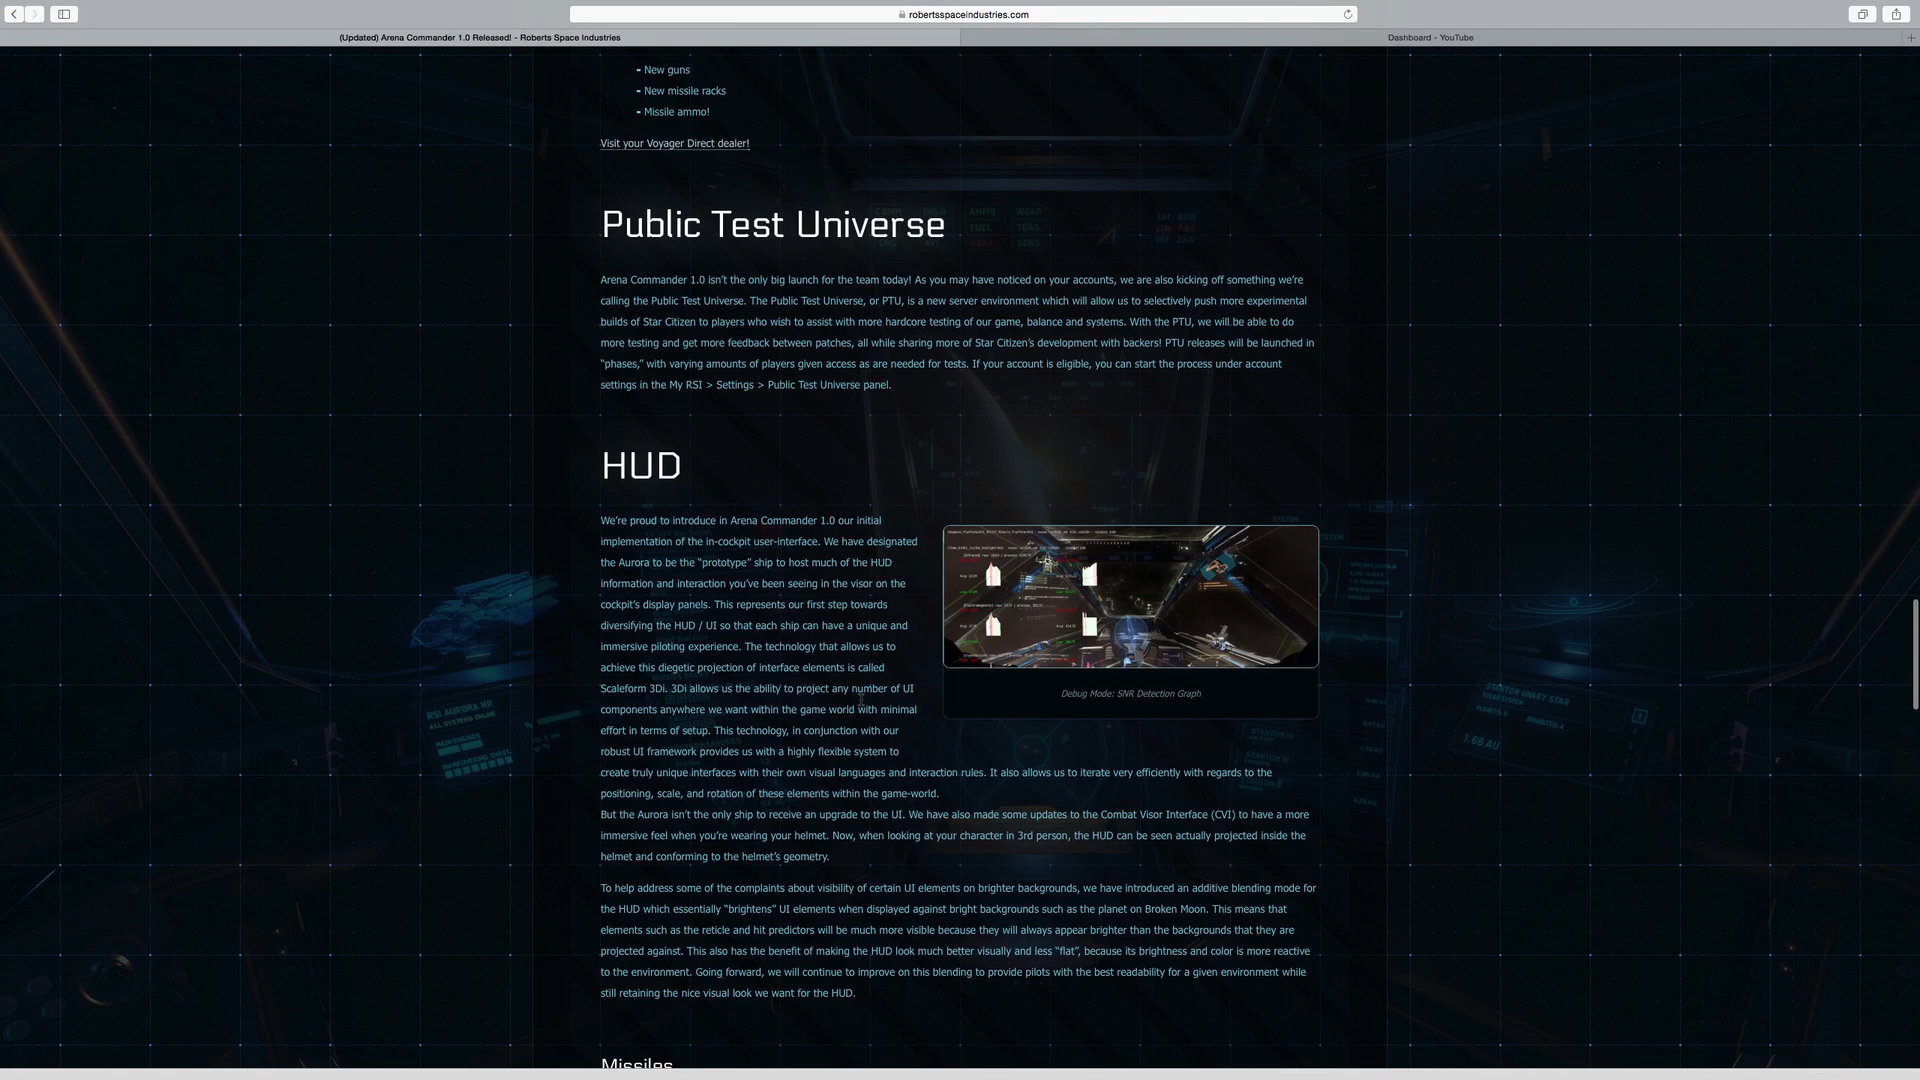 robertsspaceindustries.com
(Updated) Arena Commander 1.0 Released! - Roberts Space Industries
Dashboard - YouTube
- New guns
- New missile racks
- Missile ammo!
Visit your Voyager Direct dealer!
Public Test Universe
Arena Commander 1.0 isn’t the only big launch for the team today! As you may have noticed on your accounts, we are also kicking off something we’re
calling the Public Test Universe. The Public Test Universe, or PTU, is a new server environment which will allow us to selectively push more experimental
builds of Star Citizen to players who wish to assist with more hardcore testing of our game, balance and systems. With the PTU, we will be able to do
more testing and get more feedback between patches, all while sharing more of Star Citizen’s development with backers! PTU releases will be launched in
“phases,” with varying amounts of players given access as are needed for tests. If your account is eligible, you can start the process under account
settings in the My RSI > Settings > Public Test Universe panel.
HUD
We’re proud to introduce in Arena Commander 1.0 our initial
implementation of the in-cockpit user-interface. We have designated
the Aurora to be the “prototype” ship to host much of the HUD
information and interaction you’ve been seeing in the visor on the
cockpit’s display panels. This represents our first step towards
diversifying the HUD / UI so that each ship can have a unique and
immersive piloting experience. The technology that allows us to
achieve this diegetic projection of interface elements is called
Scaleform 3Di. 3Di allows us the ability to project any number of UI
components anywhere we want within the game world with minimal
effort in terms of setup. This technology, in conjunction with our
robust UI framework provides us with a highly flexible system to
create truly unique interfaces with their own visual languages and interaction rules. It also allows us to iterate very efficiently with regards to the
positioning, scale, and rotation of these elements within the game-world.
Debug Mode: SNR Detection Graph
But the Aurora isn’t the only ship to receive an upgrade to the UI. We have also made some updates to the Combat Visor Interface (CVI) to have a more
immersive feel when you’re wearing your helmet. Now, when looking at your character in 3rd person, the HUD can be seen actually projected inside the
helmet and conforming to the helmet’s geometry.
To help address some of the complaints about visibility of certain UI elements on brighter backgrounds, we have introduced an additive blending mode for
the HUD which essentially “brightens” UI elements when displayed against bright backgrounds such as the planet on Broken Moon. This means that
elements such as the reticle and hit predictors will be much more visible because they will always appear brighter than the backgrounds that they are
projected against. This also has the benefit of making the HUD look much better visually and less “flat”, because its brightness and color is more reactive
to the environment. Going forward, we will continue to improve on this blending to provide pilots with the best readability for a given environment while
still retaining the nice visual look we want for the HUD.
Missiles
RSI AURORA MR
ALL SYSTEMS ONLINE
MAIN ENGINES
STANTON URAY
1.66 AU